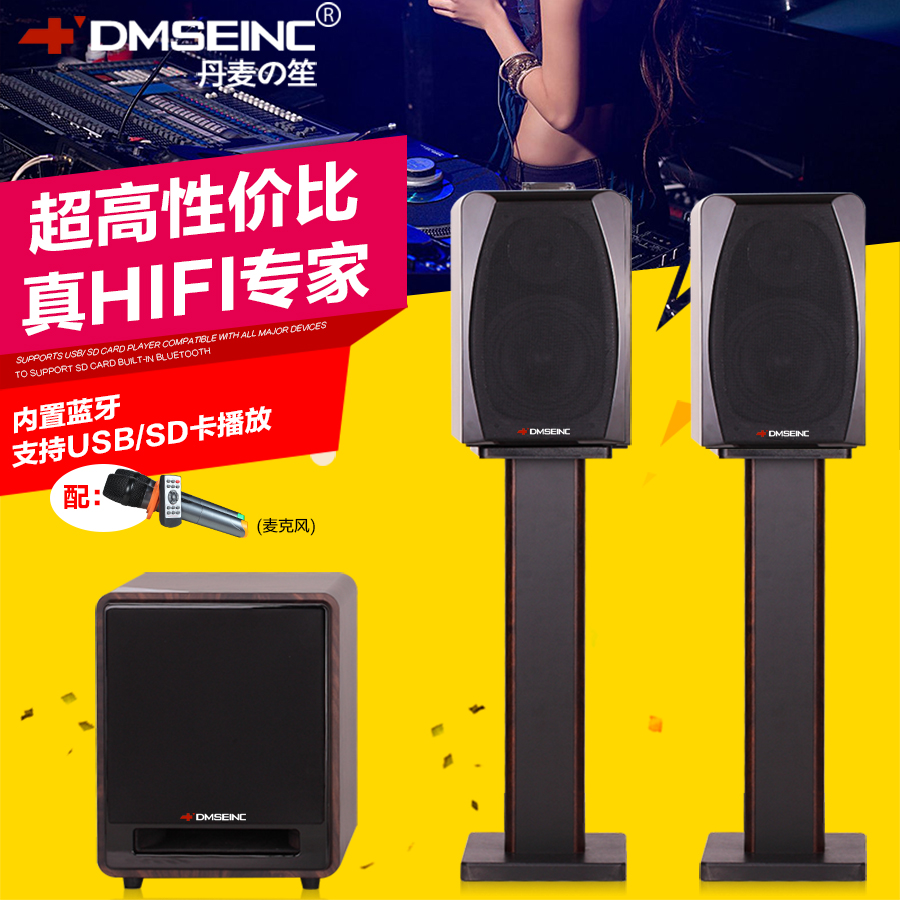 DMSEINC®
丹麦の笙
超高性价比
真HIFI专家
SUPPORTS USB/ SD CARD PLAYER COMPATIBLE WITH ALL MAJOR DEVICES
TO SUPPORT SD CARD BUILT-IN BLUETOOTH
内置蓝牙
支持USB/SD卡播放
配：
(麦克风)
DMSEINC
DMSEINC
DMSEINC